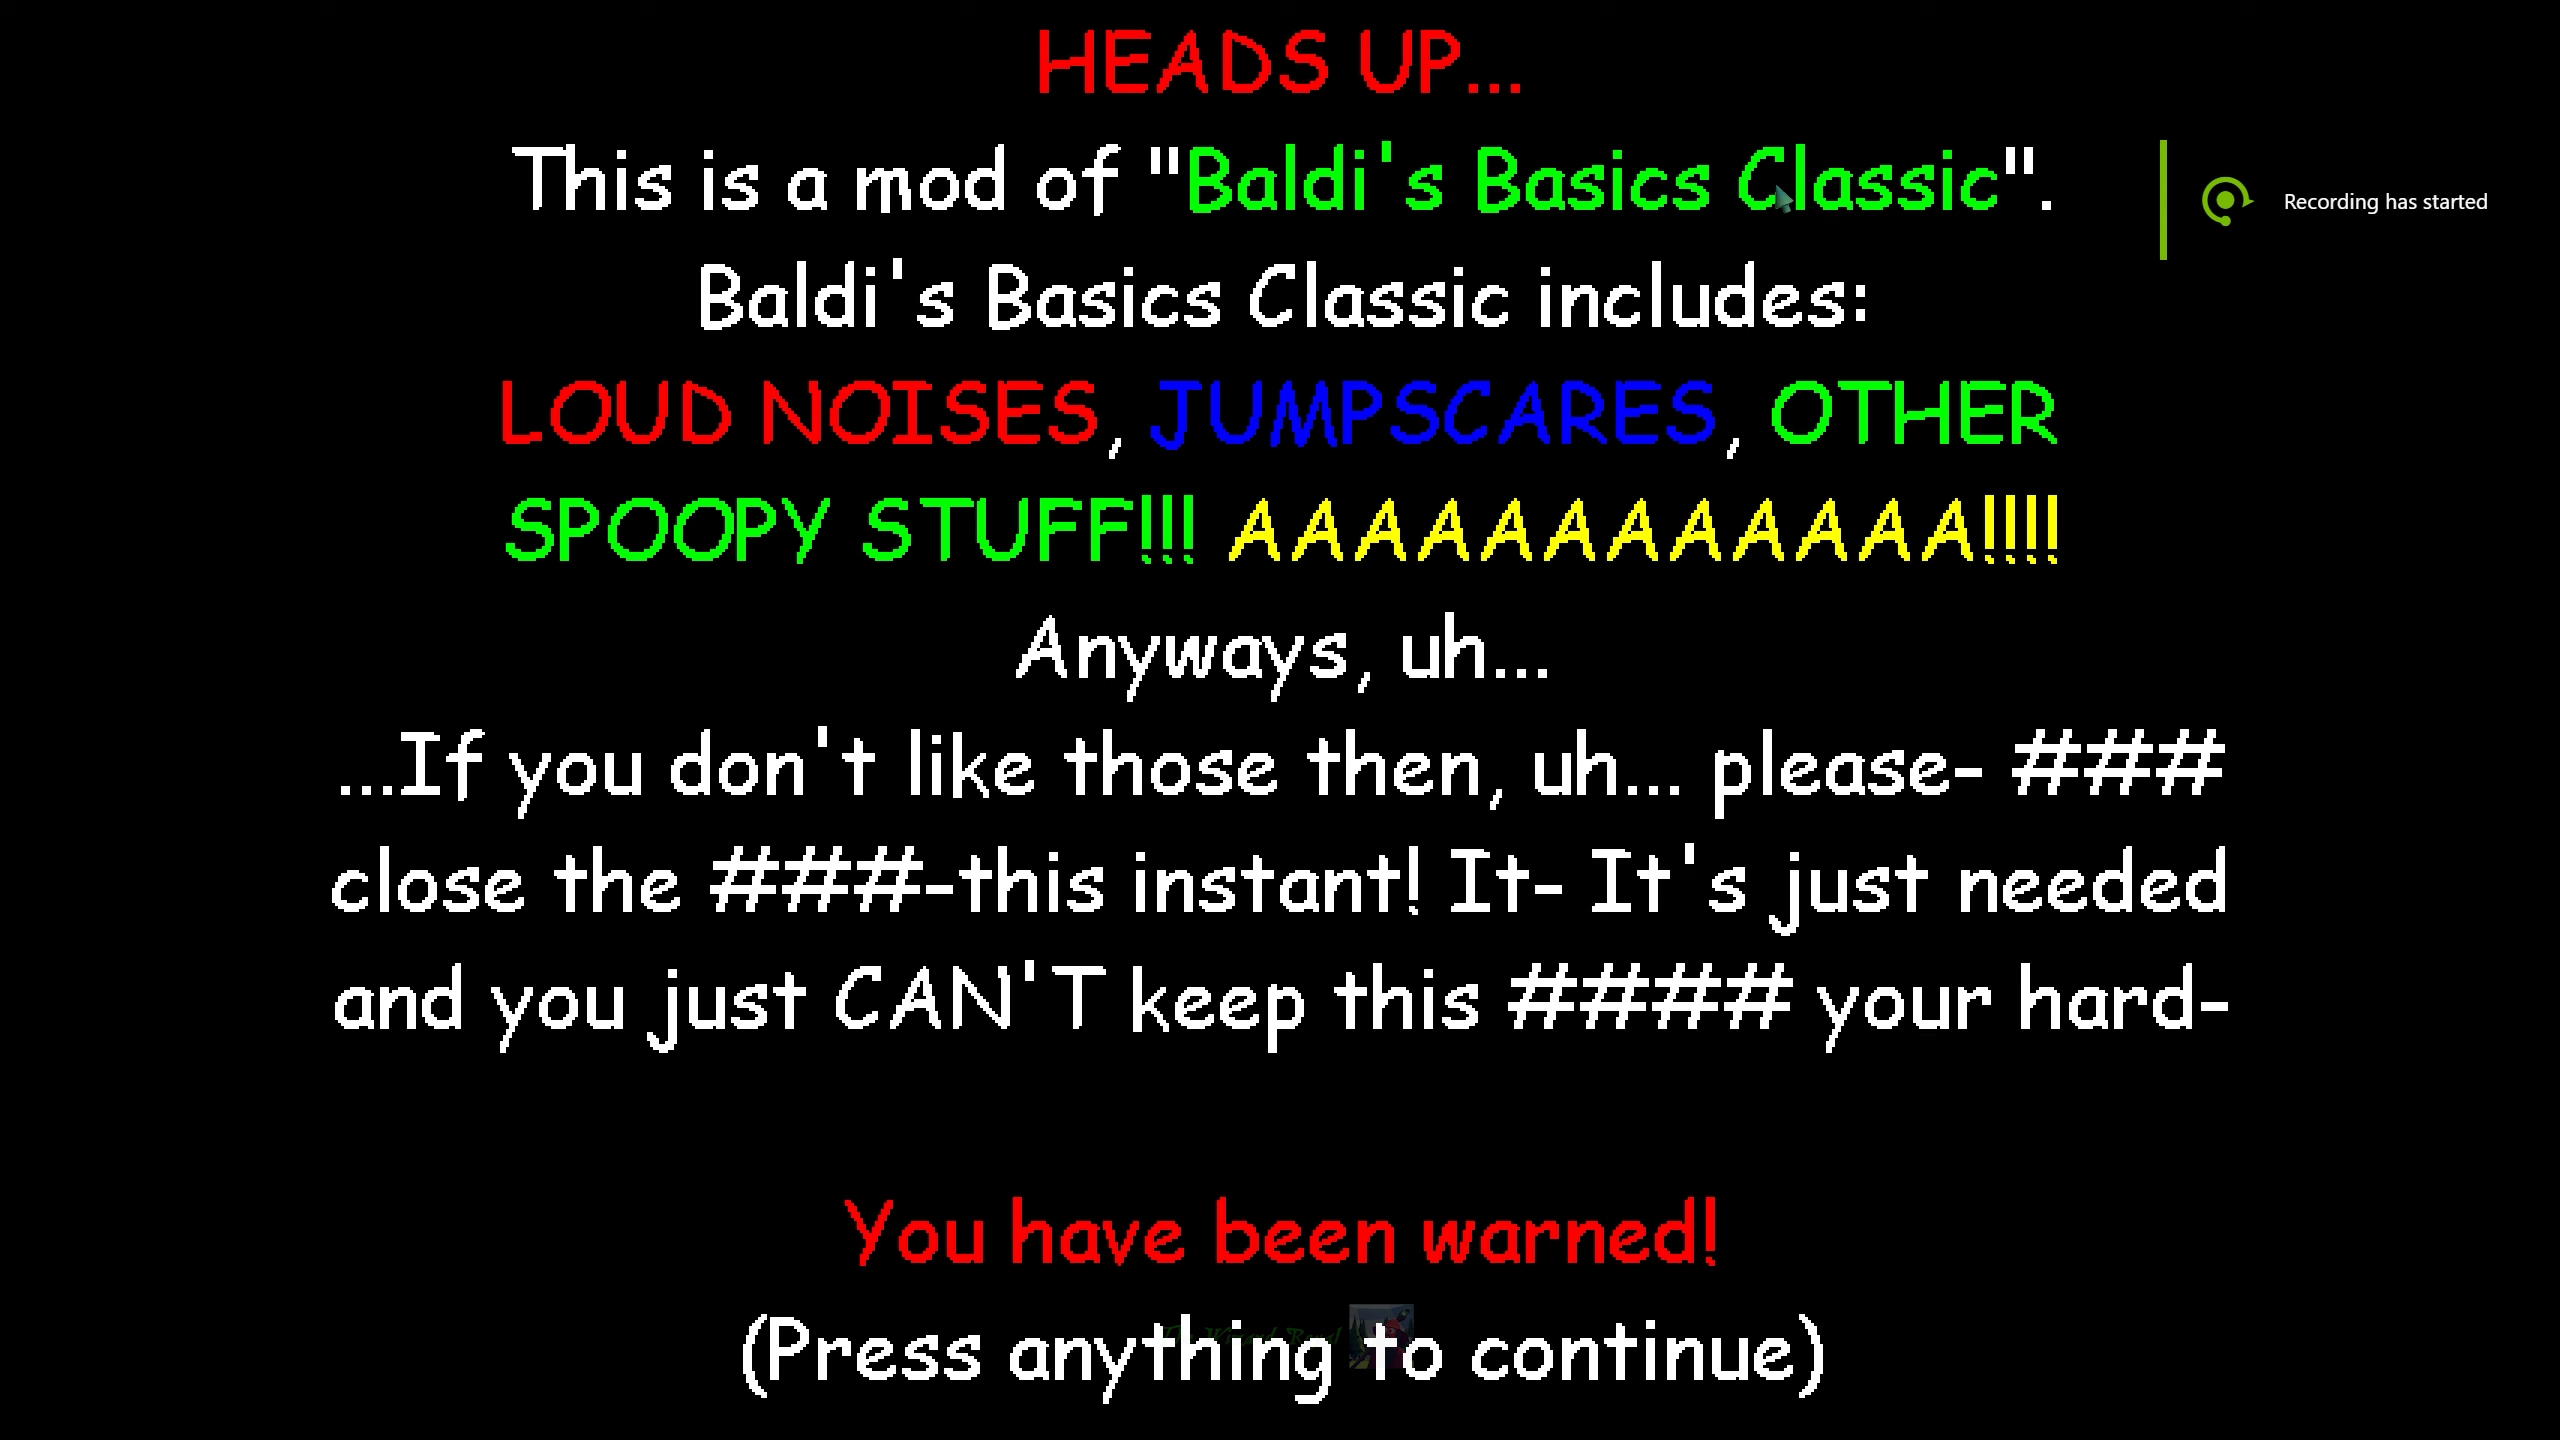 HEADS UP...
This is a mod of "Baldi's Basics Classic".
Recording has started
Baldi's Basics Classic includes:
LOUD NOISES, JUMPSCARES, OTHER
SPOOPY STUFF!!! AAAAAAAAAAAA!!!!
Anyways, uh...
...If you don't like those then, uh... please- ###
close the ###-this instant! It- It's just needed
and you just CAN'T keep this #### your hard-
You have been warned!
(Press anything to continue)